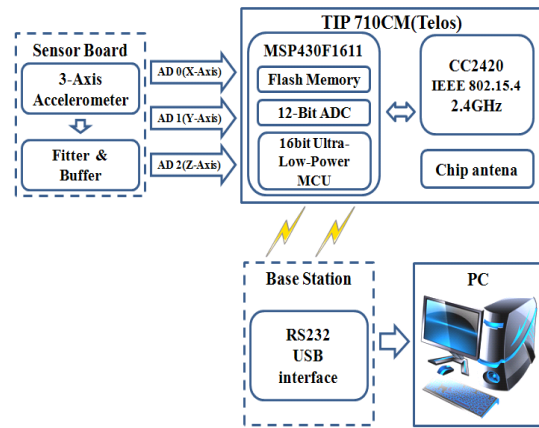 TIP 710CM(Telos)
Sensor Board
3-Axis
Accelerometer
Fitter &
Buffer
AD 0(X-Axis)
AD 1(Y-Axis)
AD 2(Z-Axis)
MSP430F1611
Flash Memory
12-Bit ADC
16bit Ultra-
Low-Power
MCU
CC2420
IEEE 802.15.4
2.4GHz
Chip antena
Base Station
RS232
USB
interface
PC